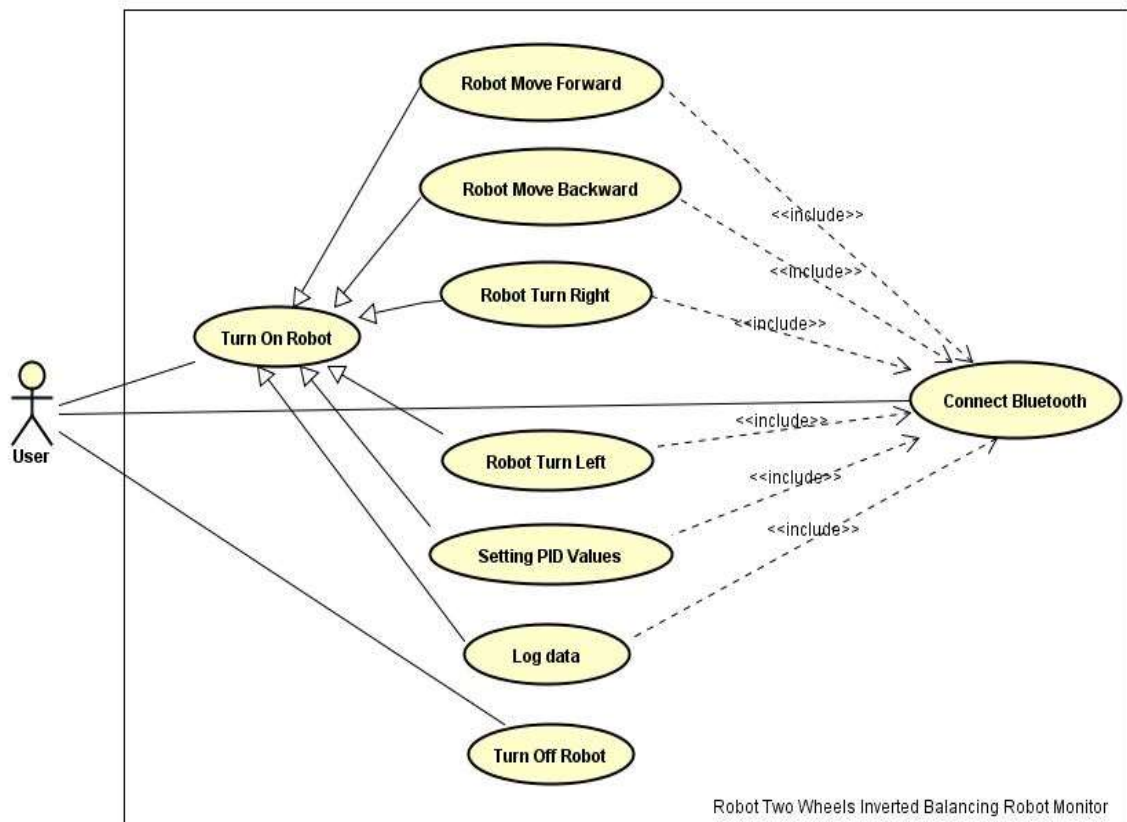 Robot Move Forward
Robot Move Backward
<<include>>
<<include>>
Robot Turn Right
<<include>>
Turn On Robot
Connect Bluetooth
<<include>>
User
Robot Turn Left
<<include>>
Setting PID Values
<<include>>
Log data
Turn Off Robot
Robot Two Wheels Inverted Balancing Robot Monitor